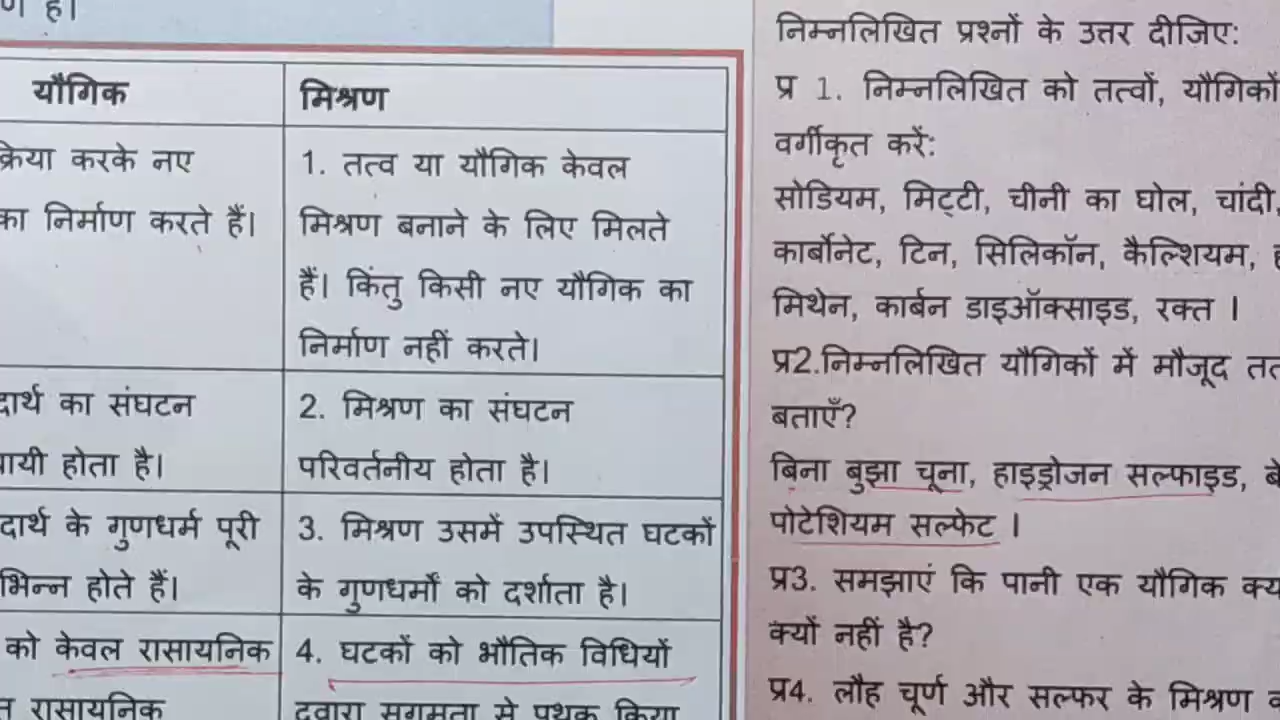 है।
यौगिक
क्रिया करके नए
का निर्माण करते हैं।
का संघटन
होता है।
के गुणधर्म पूरी
भिन्न होते हैं।
को केवल रासायनिक
रासायनिक
मिश्रण
1. तत्व या यौगिक केवल
मिश्रण बनाने के लिए मिलते
हैं। किंतु किसी नए यौगिक का
निर्माण नहीं करते।
2. मिश्रण का संघटन
परिवर्तनीय होता है।
3. मिश्रण उसमें उपस्थित घटकों
के गुणधर्मों को दर्शाता है।
4. घटकों को भौतिक विधियों
द्वारा सुगमता से पृथक किया
निम्नलिखित प्रश्नों के उत्तर दीजिए:
प्र 1. निम्नलिखित को तत्वों, यौगिकों
वर्गीकृत करें:
सोडियम, मिट्टी, चीनी का घोल, चांदी,
कार्बोनेट, टिन, सिलिकॉन, कैल्शियम,
मिथेन, कार्बन डाइऑक्साइड, रक्त ।
प्र2.निम्नलिखित यौगिकों में मौजूद
बताएँ?
बिना बुझा चूना, हाइड्रोजन सल्फाइड,
पोटेशियम सल्फेट ।
प्र3. समझाएं कि पानी एक यौगिक
क्यों नहीं है?
प्र4. लौह चूर्ण और सल्फर के मिश्रण